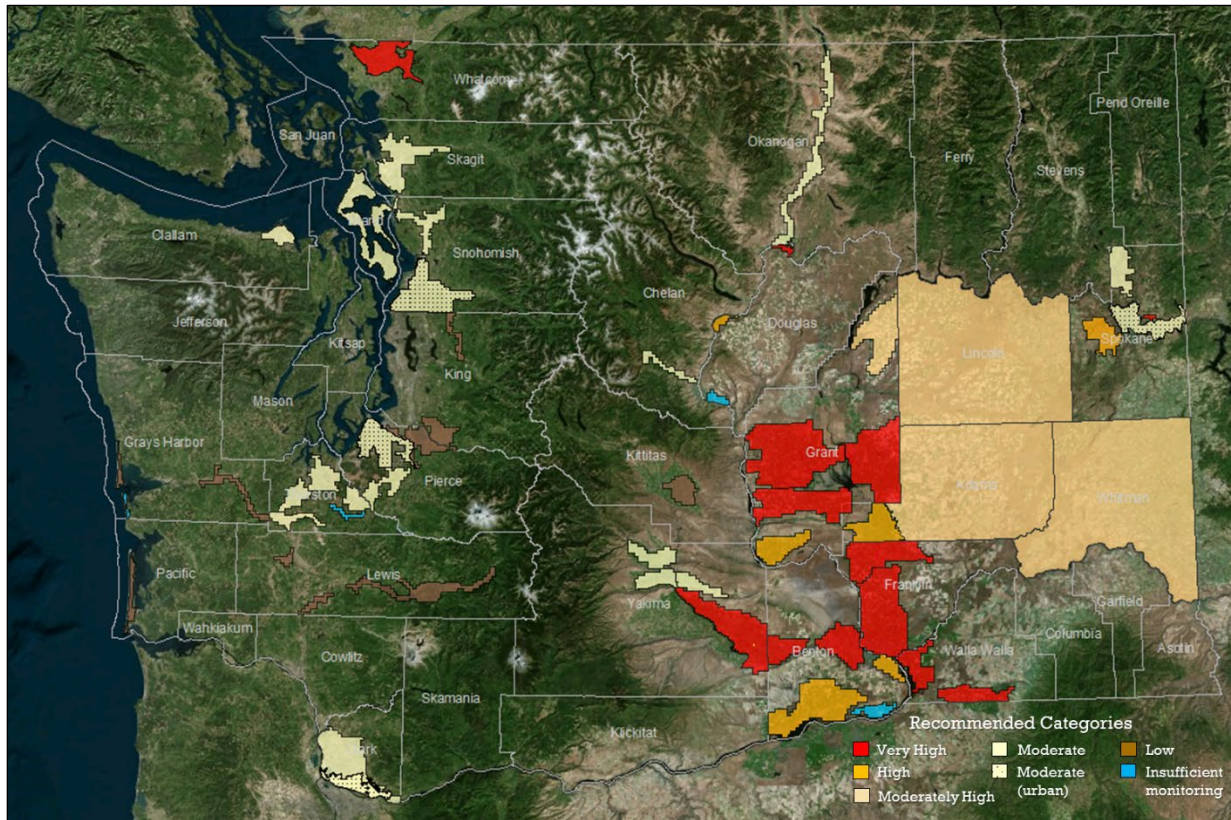 Whatcom
Pend Oreille
San Juan
Okanogan
Skagit
Ferry
Stevens
Island
Clallam
Snohomish
Chelan
Jefferson
Douglas
Kitsap
Spokane
Lincoln
King
Mason
Grays Harbor
Kittitas
Grant
Thurston
Pierce
Adams
Whitman
Pacific
Lewis
Yakima
Franklin
Garfield
Wahkiakum
Benton
Walla Walla
Columbia
Asotin
Cowlitz
Skamania
Klickitat
Recommended Categories
Very High
Moderate
Low
High
Moderate
(urban)
Insufficient
monitoring
Moderately High